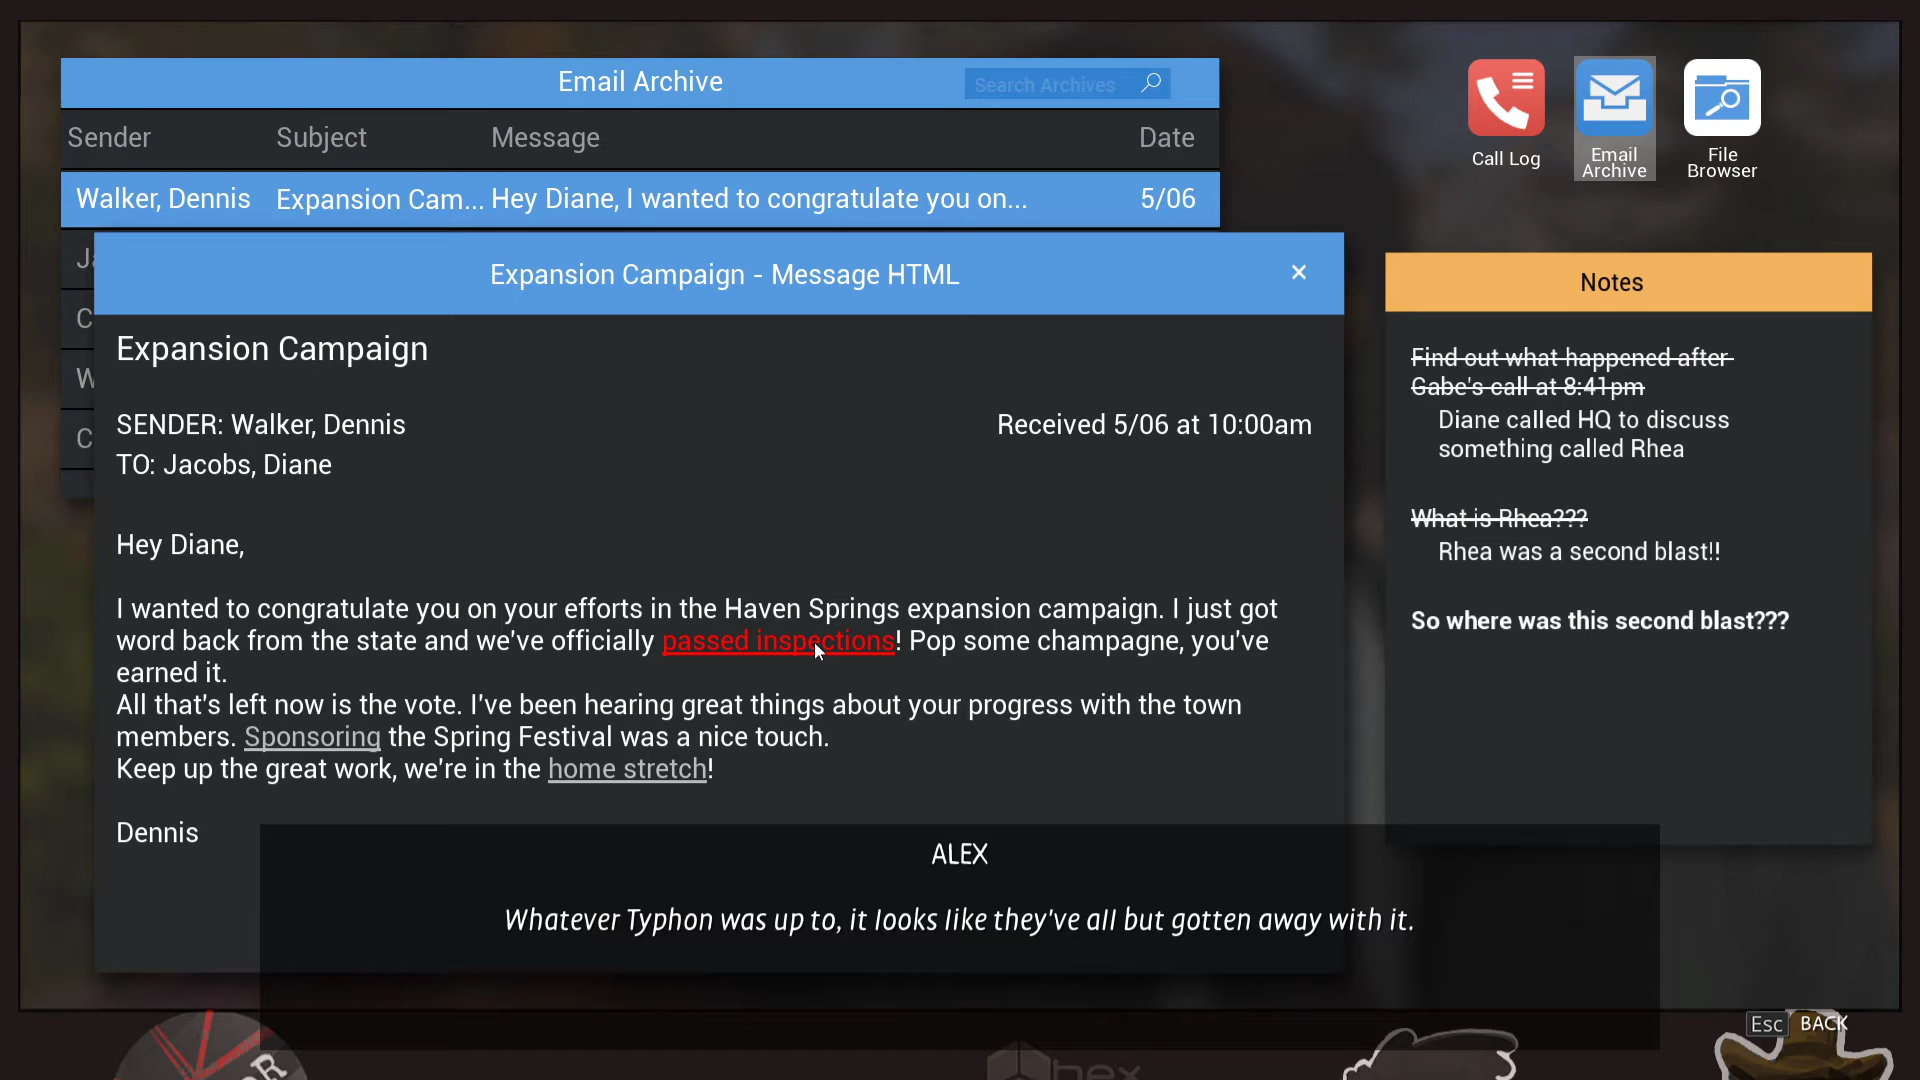 Email Archive
Search Archives
Call Log
Email
Archive
File
Browser
Sender Subject Message Date
Walker, Dennis Expansion Cam... Hey Diane, I wanted to congratulate you on... 5/06
C
W
C
Expansion Campaign - Message HTML
×
Expansion Campaign
SENDER: Walker, Dennis Received 5/06 at 10:00am
TO: Jacobs, Diane
Hey Diane,
I wanted to congratulate you on your efforts in the Haven Springs expansion campaign. I just got
word back from the state and we've officially passed inspections! Pop some champagne, you've
earned it.
All that's left now is the vote. I've been hearing great things about your progress with the town
members. Sponsoring the Spring Festival was a nice touch.
Keep up the great work, we're in the home stretch!
Dennis
Notes
Find out what happened after
Gabe's call at 8:41pm
Diane called HQ to discuss
something called Rhea
What is Rhea???
Rhea was a second blast!!
So where was this second blast???
ALEX
Whatever Typhon was up to, it looks like they've all but gotten away with it.
Esc BACK
hex